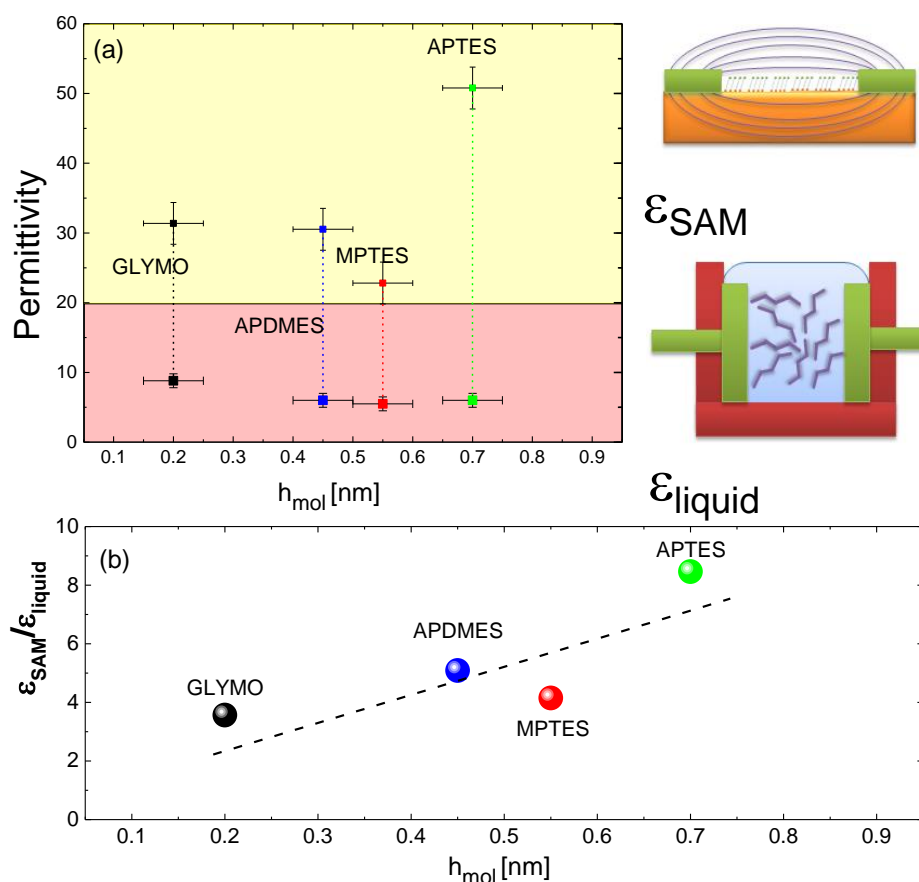 (a)
60
50
40
30
20
10
0
Permittivity
APTES
MPTES
GLYMO
APDMES
0.1 0.2 0.3 0.4 0.5 0.6 0.7 0.8 0.9
h_mol [nm]
ε_SAM
ε_liquid
(b)
10
8
6
4
2
0
ε_SAM/ε_liquid
APTES
APDMES
GLYMO
MPTES
0.1 0.2 0.3 0.4 0.5 0.6 0.7 0.8 0.9
h_mol [nm]